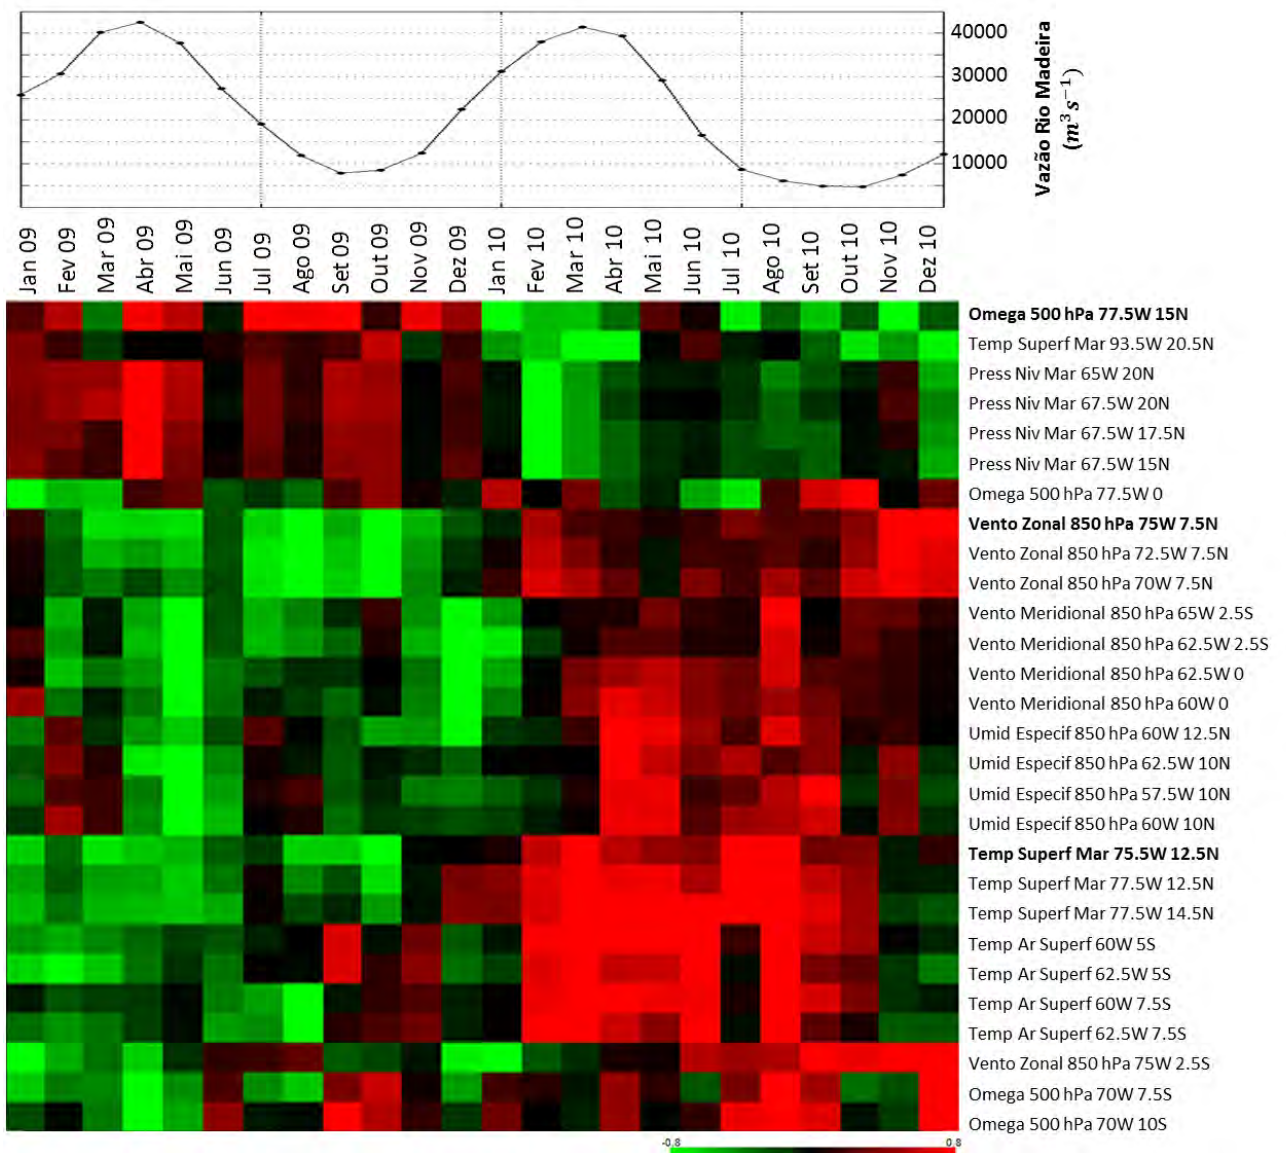 40000
30000
20000
10000
Vazão Rio Madeira
(m³s⁻¹)
Jan 09
Fev 09
Mar 09
Abr 09
Mai 09
Jun 09
Jul 09
Ago 09
Set 09
Out 09
Nov 09
Dez 09
Jan 10
Fev 10
Mar 10
Abr 10
Mai 10
Jun 10
Jul 10
Ago 10
Set 10
Out 10
Nov 10
Dez 10
Omega 500 hPa 77.5W 15N
Temp Superf Mar 93.5W 20.5N
Press Niv Mar 65W 20N
Press Niv Mar 67.5W 20N
Press Niv Mar 67.5W 17.5N
Press Niv Mar 67.5W 15N
Omega 500 hPa 77.5W 0
Vento Zonal 850 hPa 75W 7.5N
Vento Zonal 850 hPa 72.5W 7.5N
Vento Zonal 850 hPa 70W 7.5N
Vento Meridional 850 hPa 65W 2.5S
Vento Meridional 850 hPa 62.5W 2.5S
Vento Meridional 850 hPa 62.5W 0
Vento Meridional 850 hPa 60W 0
Umid Especif 850 hPa 60W 12.5N
Umid Especif 850 hPa 62.5W 10N
Umid Especif 850 hPa 57.5W 10N
Umid Especif 850 hPa 60W 10N
Temp Superf Mar 75.5W 12.5N
Temp Superf Mar 77.5W 12.5N
Temp Superf Mar 77.5W 14.5N
Temp Ar Superf 60W 5S
Temp Ar Superf 62.5W 5S
Temp Ar Superf 60W 7.5S
Temp Ar Superf 62.5W 7.5S
Vento Zonal 850 hPa 75W 2.5S
Omega 500 hPa 70W 7.5S
Omega 500 hPa 70W 10S
-0.8
0.8